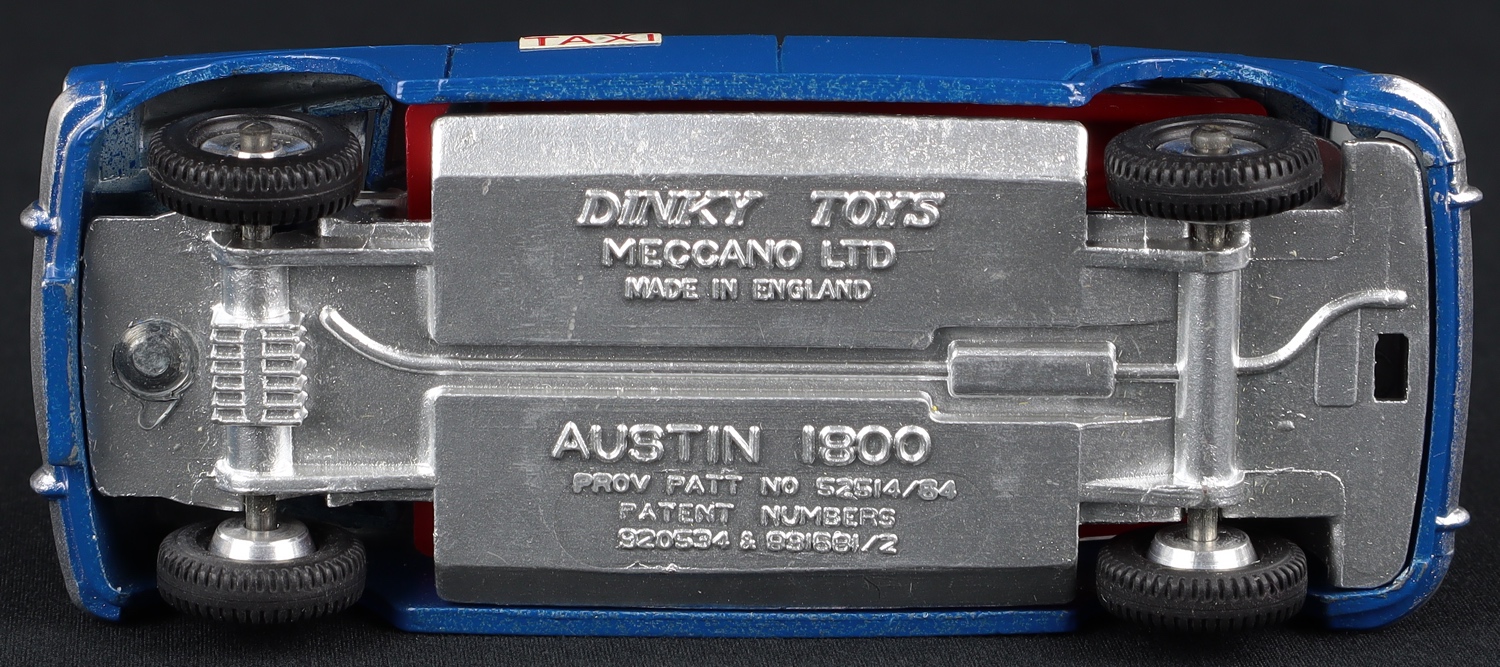 TAXI
DINKY TOYS
MECCANO LTD
MADE IN ENGLAND
AUSTIN 1800
PROV PATT NO 52514/64
PATENT NUMBERS
920534 & 891681/2